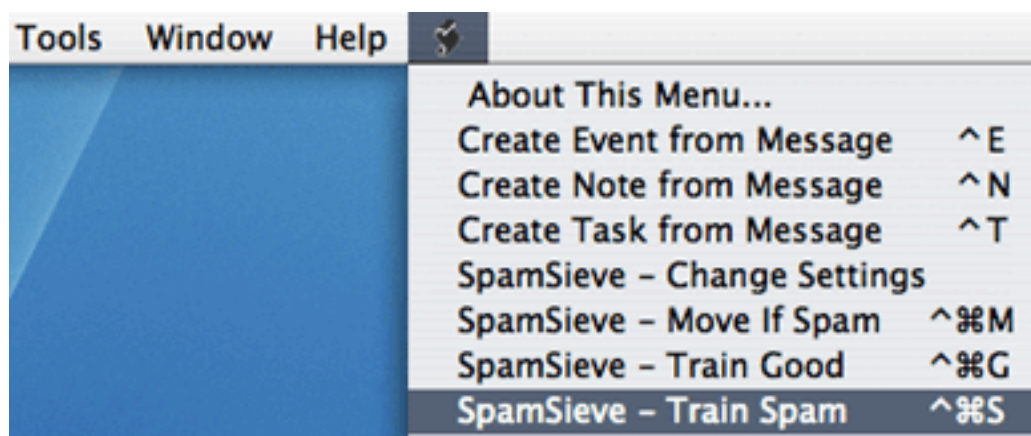 Tools Window Help
About This Menu...
Create Event from Message ^E
Create Note from Message ^N
Create Task from Message ^T
SpamSieve – Change Settings
SpamSieve – Move If Spam ^⌘M
SpamSieve – Train Good ^⌘G
SpamSieve – Train Spam ^⌘S